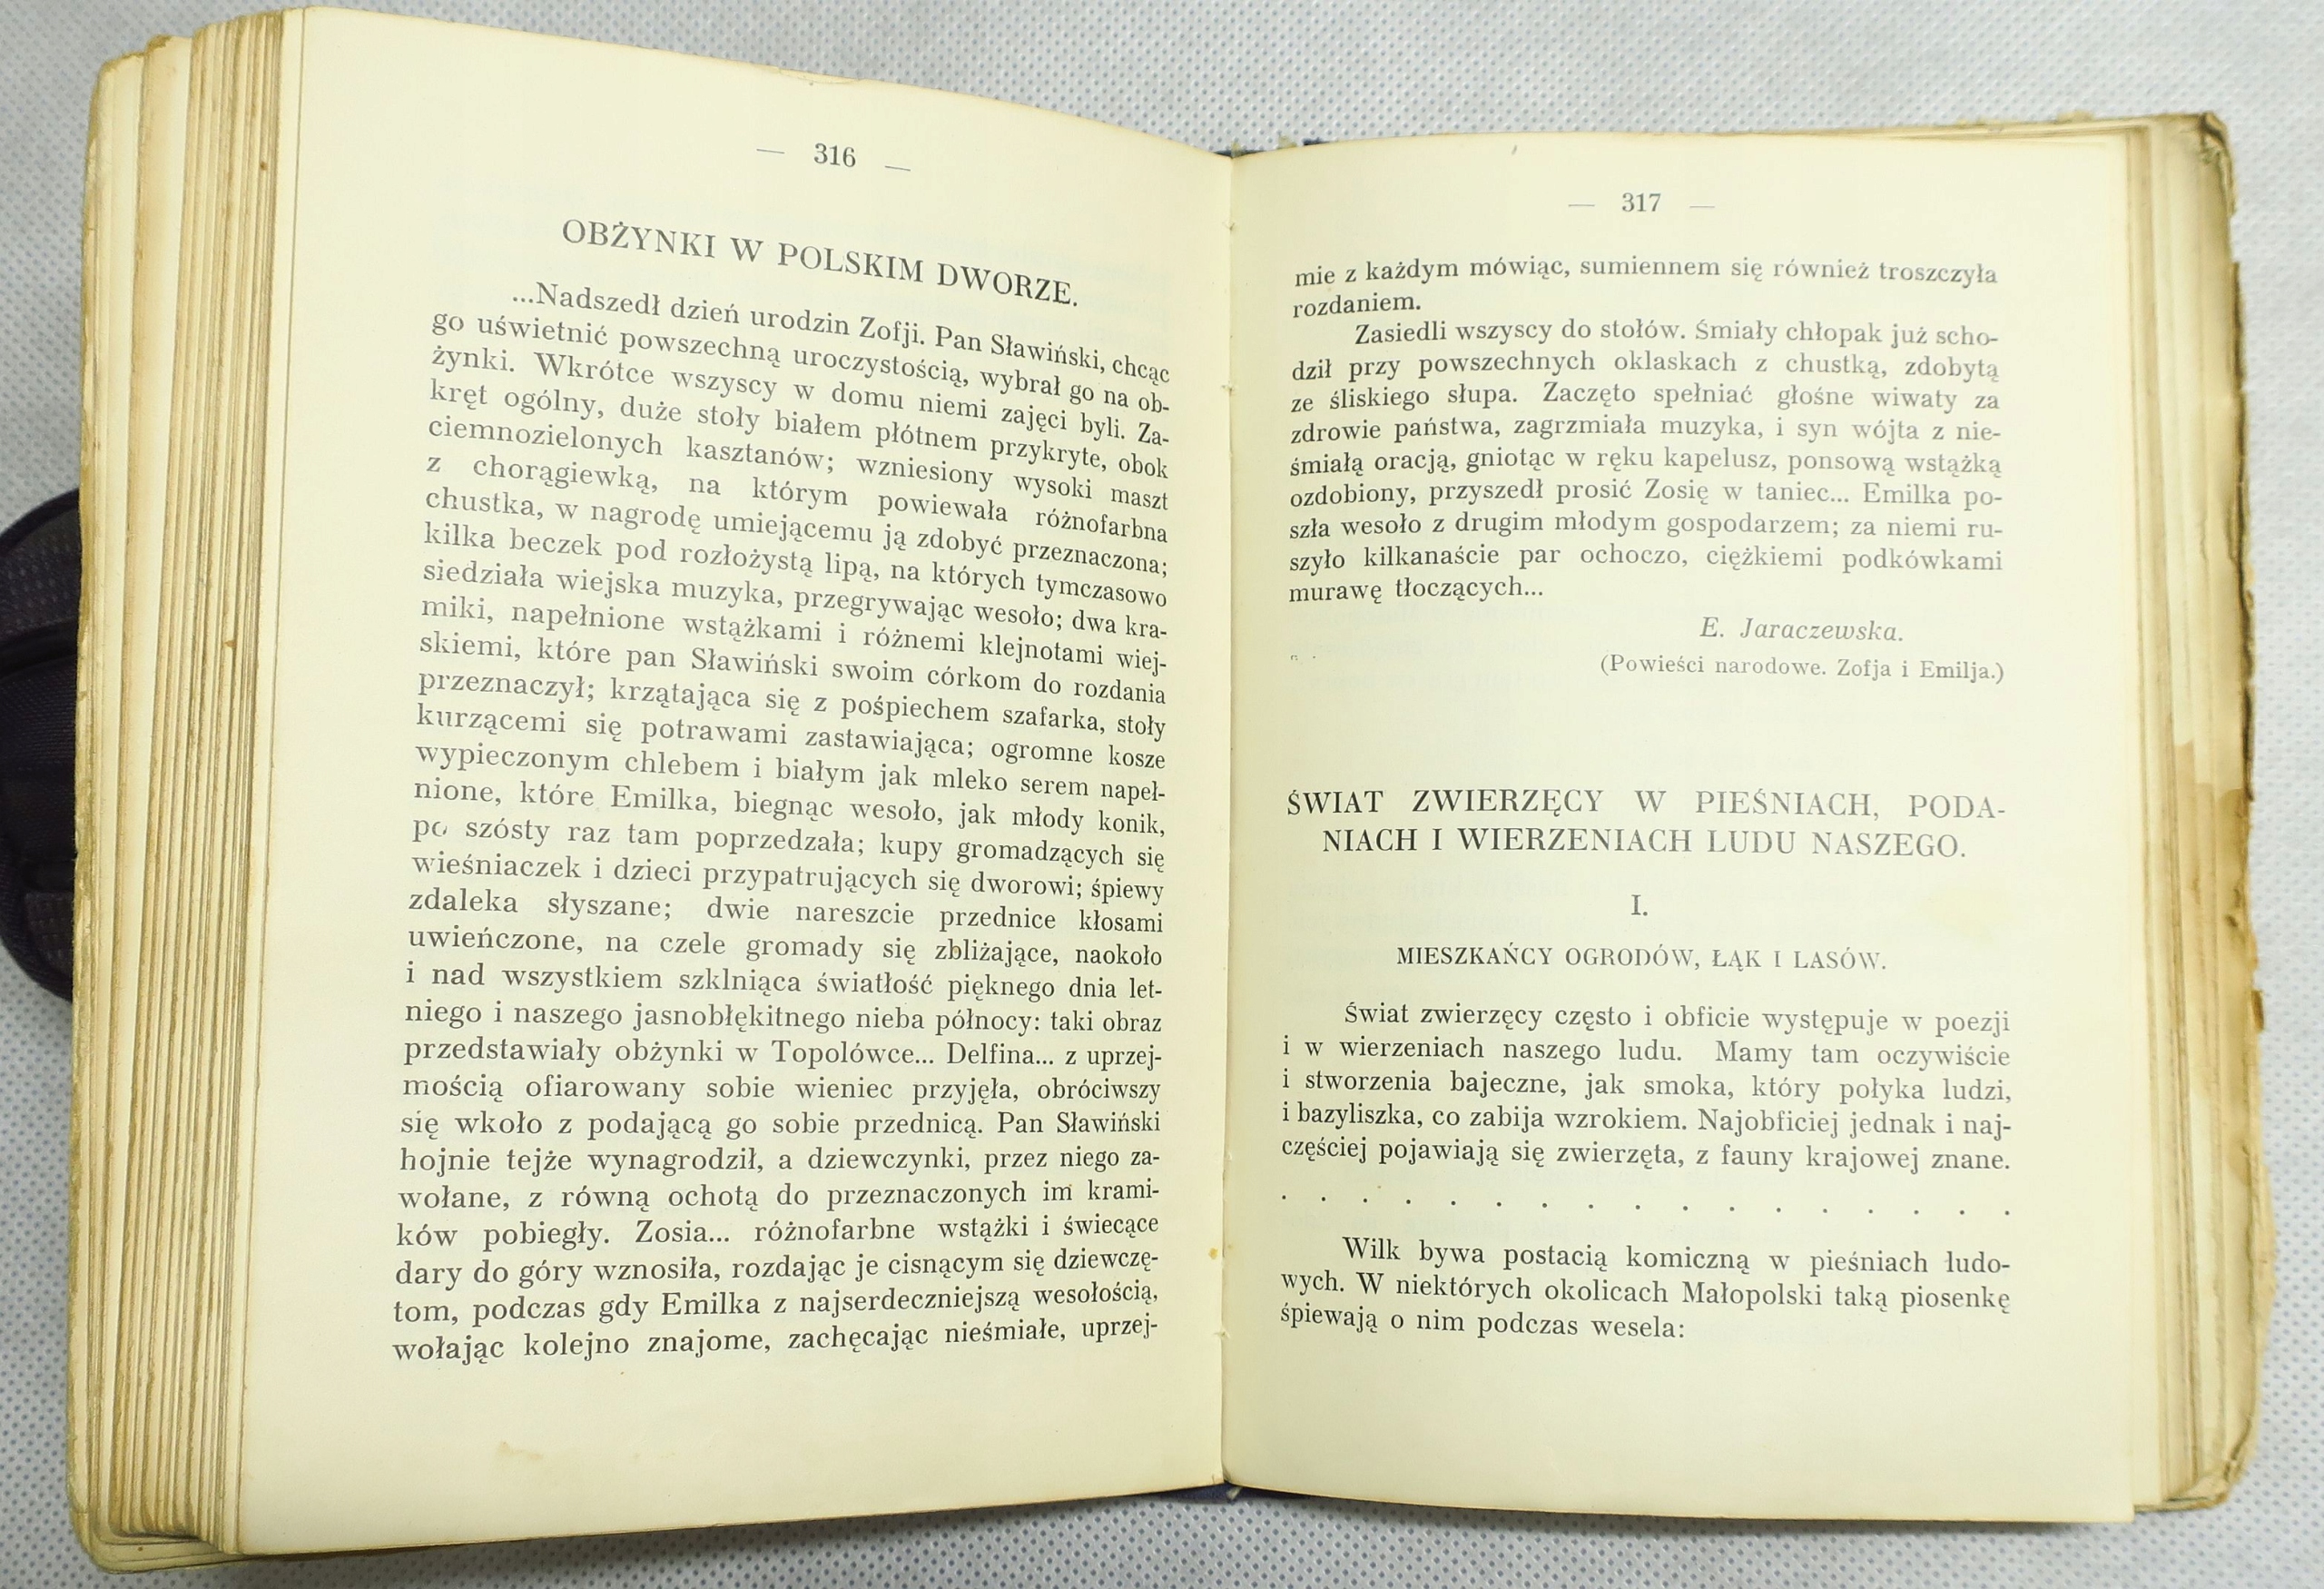 — 316 —
OBŻYNKI W POLSKIM DWORZE.
...Nadszedł dzień urodzin Zofji. Pan Sławiński, chcąc
go uświetnić powszechną uroczystością, wybrał go na ob-
żynki. Wkrótce wszyscy w domu niemi zajęci byli. Za-
kręt ogólny, duże stoły białem płótnem przykryte, obok
ciemnozielonych kasztanów; wzniesiony wysoki maszt
z chorągiewką, na którym powiewała różnofarbna
chustka, w nagrodę umiejącemu ją zdobyć przeznaczona;
kilka beczek pod rozłożystą lipą, na których tymczasowo
siedziała wiejska muzyka, przegrywając wesoło; dwa kra-
miki, napełnione wstążkami i różnemi klejnotami wiej-
skiemi, które pan Sławiński swoim córkom do rozdania
przeznaczył; krzątająca się z pośpiechem szafarka, stoły
kurzącemi się potrawami zastawiająca; ogromne kosze
wypieczonym chlebem i białym jak mleko serem napeł-
nione, które Emilka, biegnąc wesoło, jak młody konik,
po szósty raz tam poprzedzała; kupy gromadzących się
wieśniaczek i dzieci przypatrujących się dworowi; śpiewy
zdaleka słyszane; dwie nareszcie przednice kłosami
uwieńczone, na czele gromady się zbliżające, naokoło
i nad wszystkiem szklniąca światłość pięknego dnia let-
niego i naszego jasnobłękitnego nieba północy: taki obraz
przedstawiały obżynki w Topolówce... Delfina... z uprzej-
mością ofiarowany sobie wieniec przyjęła, obróciwszy
się wkoło z podającą go sobie przednicą. Pan Sławiński
hojnie tejże wynagrodził, a dziewczynki, przez niego za-
wołane, z równą ochotą do przeznaczonych im krami-
ków pobiegły. Zosia... różnofarbne wstążki i świecące
dary do góry wznosiła, rozdając je cisnącym się dziewczę-
tom, podczas gdy Emilka z najserdeczniejszą wesołością,
wołając kolejno znajome, zachęcając nieśmiałe, uprzej-
— 317 —
mie z każdym mówiąc, sumiennem się również troszczyła
rozdaniem.
Zasiedli wszyscy do stołów. Śmiały chłopak już scho-
dził przy powszechnych oklaskach z chustką, zdobytą
ze śliskiego słupa. Zaczęto spełniać głośne wiwaty za
zdrowie państwa, zagrzmiała muzyka, i syn wójta z nie-
śmiałą oracją, gniotąc w ręku kapelusz, ponsową wstążką
ozdobiony, przyszedł prosić Zosię w taniec... Emilka po-
szła wesoło z drugim młodym gospodarzem; za niemi ru-
szyło kilkanaście par ochoczo, ciężkiemi podkówkami
murawę tłoczących...
E. Jaraczewska.
(Powieści narodowe. Zofja i Emilja.)
ŚWIAT ZWIERZĘCY W PIEŚNIACH, PODA-
NIACH I WIERZENIACH LUDU NASZEGO.
I.
MIESZKAŃCY OGRODÓW, ŁĄK I LASÓW.
Świat zwierzęcy często i obficie występuje w poezji
i w wierzeniach naszego ludu. Mamy tam oczywiście
i stworzenia bajeczne, jak smoka, który połyka ludzi,
i bazyliszka, co zabija wzrokiem. Najobficiej jednak i naj-
częściej pojawiają się zwierzęta, z fauny krajowej znane.
. . . . . . . . . . . . . . . . . .
Wilk bywa postacią komiczną w pieśniach ludo-
wych. W niektórych okolicach Małopolski taką piosenkę
śpiewają o nim podczas wesela: